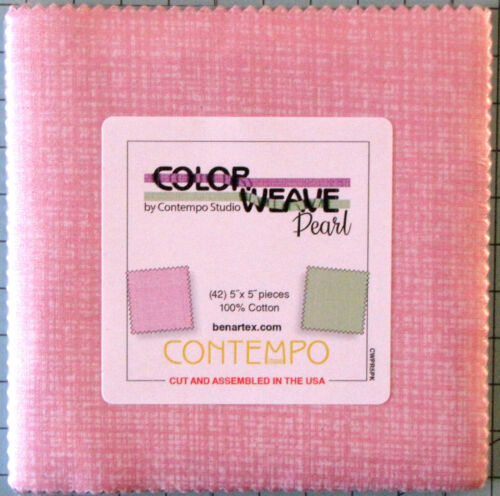 COLOR
WEAVE
by Contempo Studio
Pearl
(42) 5" x 5" pieces
100% Cotton
benartex.com
CONTEMPO
CUT AND ASSEMBLED IN THE USA
CWPR5PK